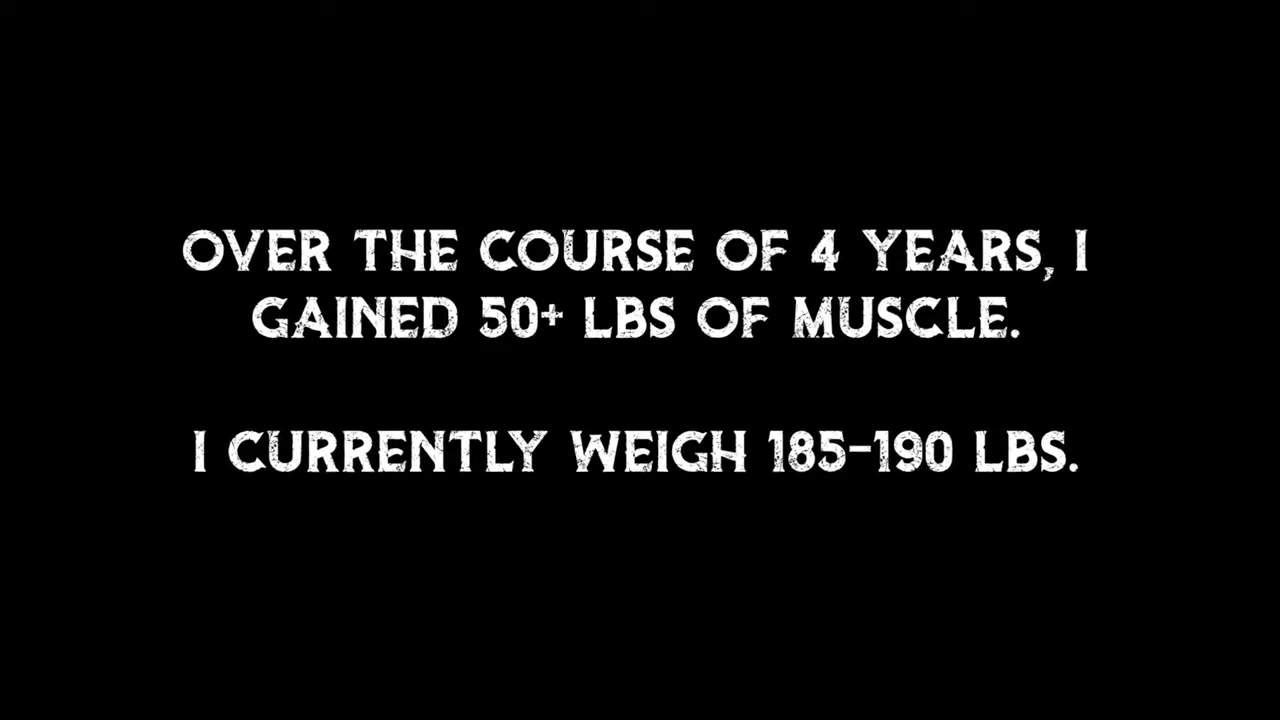 OVER THE COURSE OF 4 YEARS, I
GAINED 50+ LBS OF MUSCLE.
I CURRENTLY WEIGH 185-190 LBS.